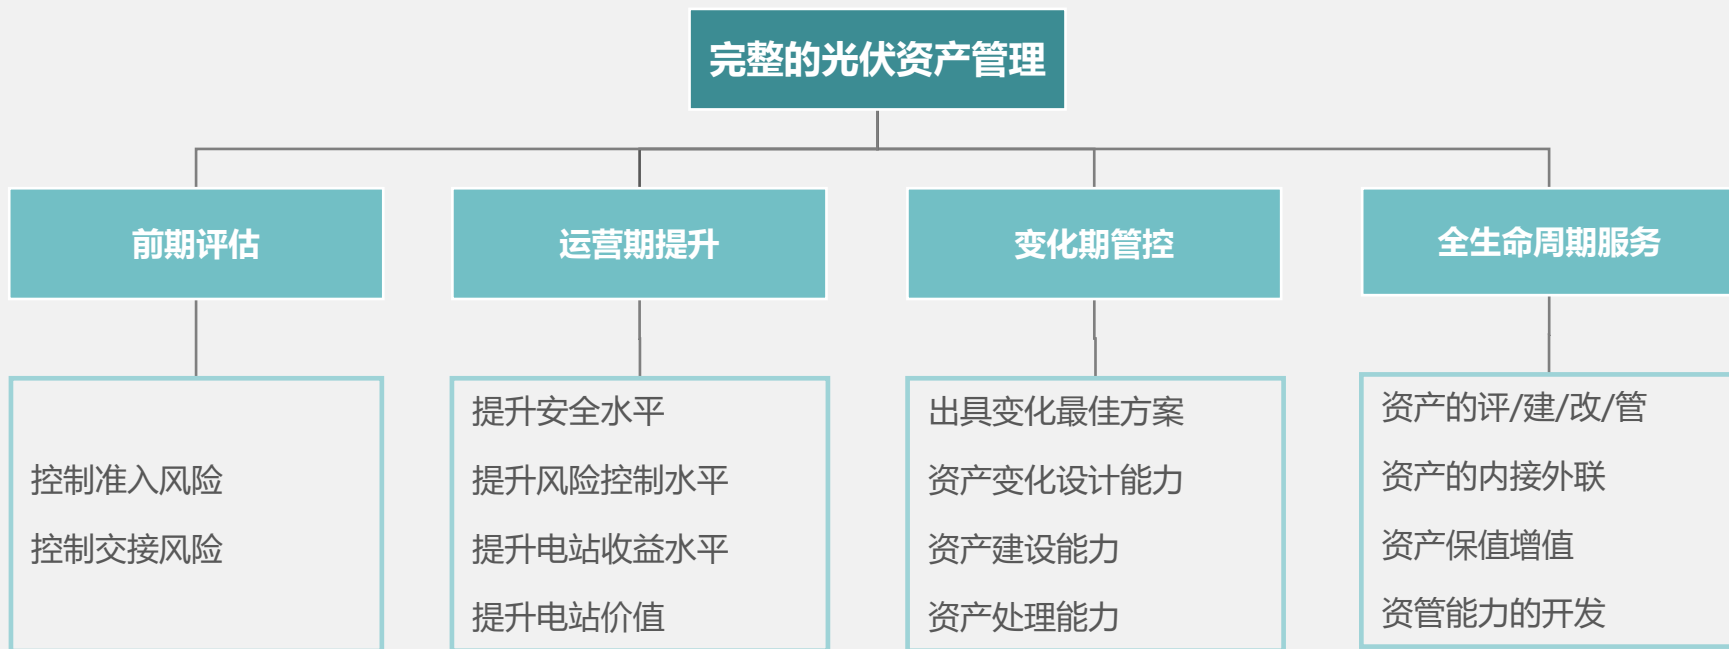 完整的光伏资产管理
前期评估
运营期提升
变化期管控
全生命周期服务
控制准入风险
控制交接风险
提升安全水平
提升风险控制水平
提升电站收益水平
提升电站价值
出具变化最佳方案
资产变化设计能力
资产建设能力
资产处理能力
资产的评/建/改/管
资产的内接外联
资产保值增值
资管能力的开发